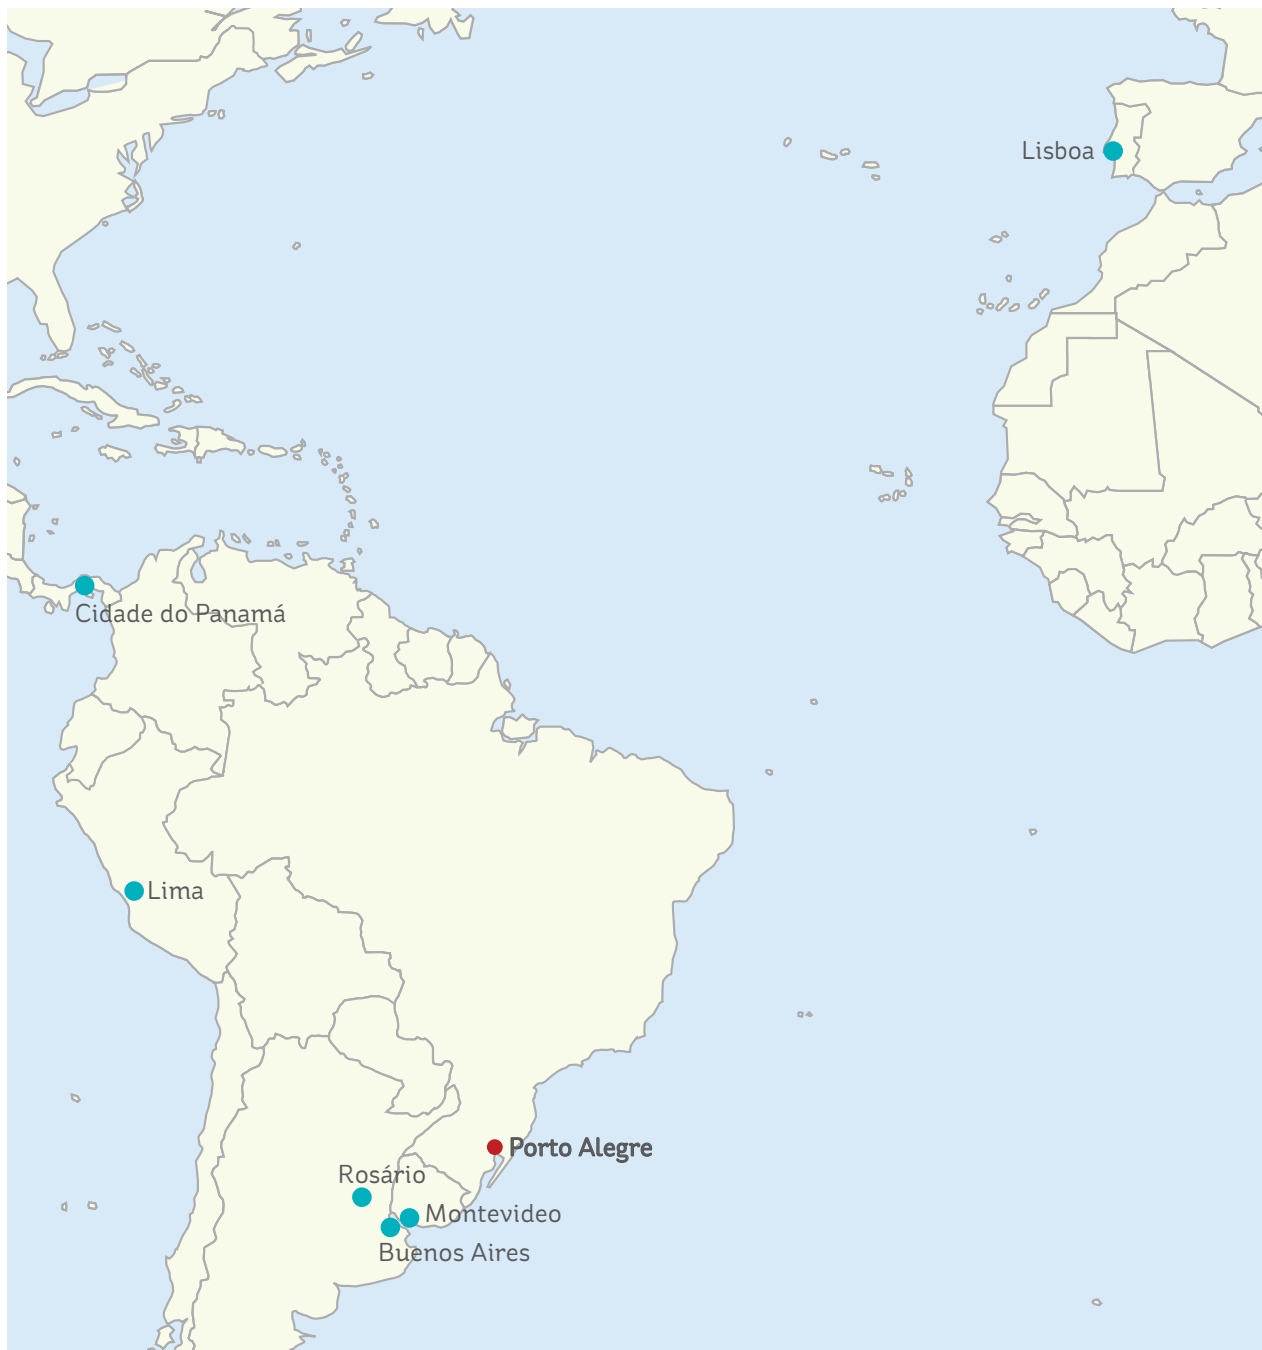 Lisboa
Cidade do Panamá
Lima
Porto Alegre
Rosário
Montevideo
Buenos Aires